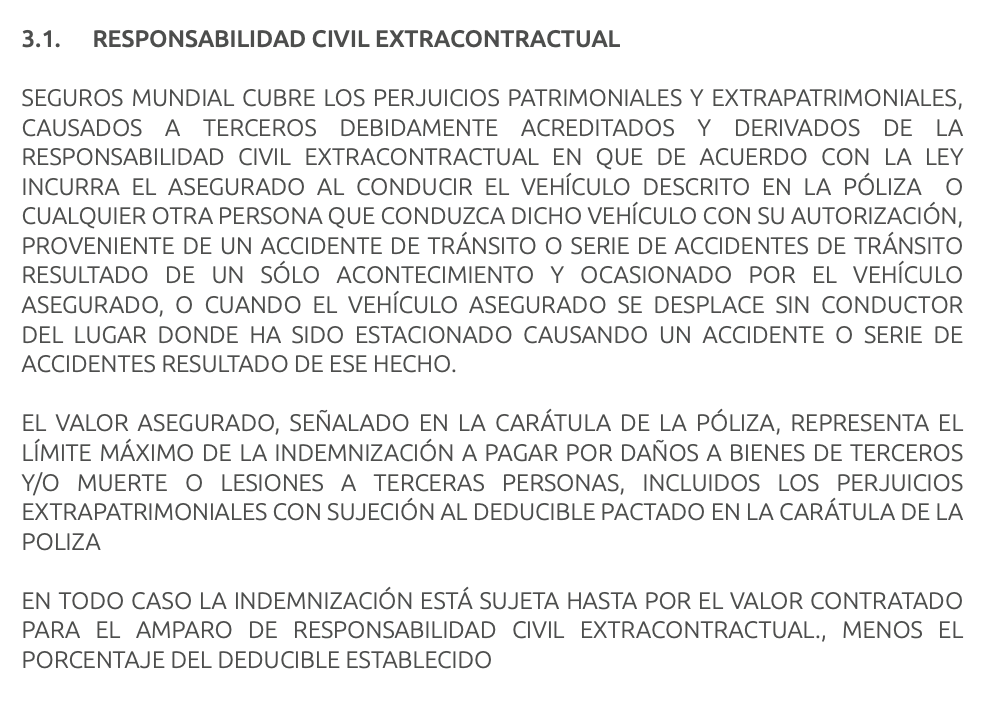 3.1. RESPONSABILIDAD CIVIL EXTRACONTRACTUAL
SEGUROS MUNDIAL CUBRE LOS PERJUICIOS PATRIMONIALES Y EXTRAPATRIMONIALES,
CAUSADOS A TERCEROS DEBIDAMENTE ACREDITADOS Y DERIVADOS DE LA
RESPONSABILIDAD CIVIL EXTRACONTRACTUAL EN QUE DE ACUERDO CON LA LEY
INCURRA EL ASEGURADO AL CONDUCIR EL VEHÍCULO DESCRITO EN LA PÓLIZA O
CUALQUIER OTRA PERSONA QUE CONDUZCA DICHO VEHÍCULO CON SU AUTORIZACIÓN,
PROVENIENTE DE UN ACCIDENTE DE TRÁNSITO O SERIE DE ACCIDENTES DE TRÁNSITO
RESULTADO DE UN SÓLO ACONTECIMIENTO Y OCASIONADO POR EL VEHÍCULO
ASEGURADO, O CUANDO EL VEHÍCULO ASEGURADO SE DESPLACE SIN CONDUCTOR
DEL LUGAR DONDE HA SIDO ESTACIONADO CAUSANDO UN ACCIDENTE O SERIE DE
ACCIDENTES RESULTADO DE ESE HECHO.
EL VALOR ASEGURADO, SEÑALADO EN LA CARÁTULA DE LA PÓLIZA, REPRESENTA EL
LÍMITE MÁXIMO DE LA INDEMNIZACIÓN A PAGAR POR DAÑOS A BIENES DE TERCEROS
Y/O MUERTE O LESIONES A TERCERAS PERSONAS, INCLUIDOS LOS PERJUICIOS
EXTRAPATRIMONIALES CON SUJECIÓN AL DEDUCIBLE PACTADO EN LA CARÁTULA DE LA
POLIZA
EN TODO CASO LA INDEMNIZACIÓN ESTÁ SUJETA HASTA POR EL VALOR CONTRATADO
PARA EL AMPARO DE RESPONSABILIDAD CIVIL EXTRACONTRACTUAL., MENOS EL
PORCENTAJE DEL DEDUCIBLE ESTABLECIDO